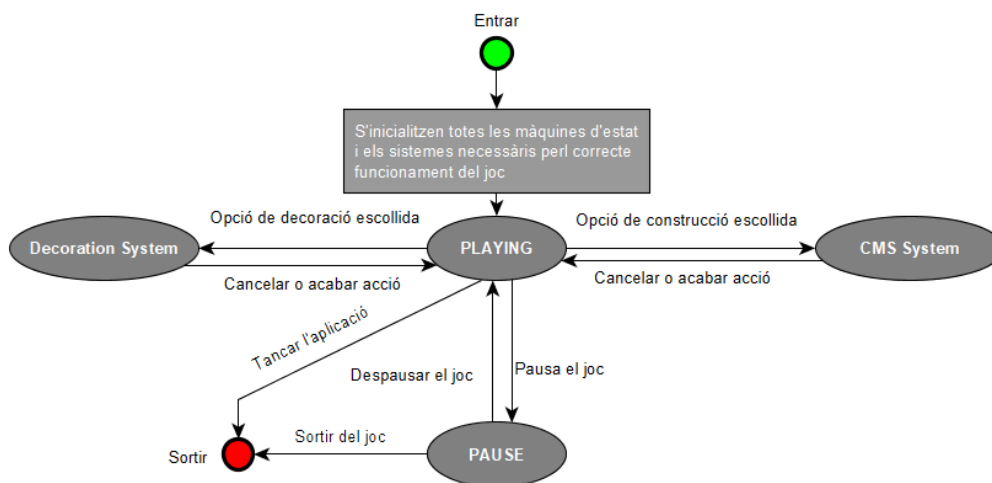 Entrar
S'inicialitzen totes les màquines d'estat
i els sistemes necessàris perl correcte
funcionament del joc
Opció de decoració escollida
Opció de construcció escollida
Decoration System
PLAYING
CMS System
Cancelar o acabar acció
Cancelar o acabar acció
Tancar l'aplicació
Despausar el joc
Pausa el joc
Sortir del joc
Sortir
PAUSE